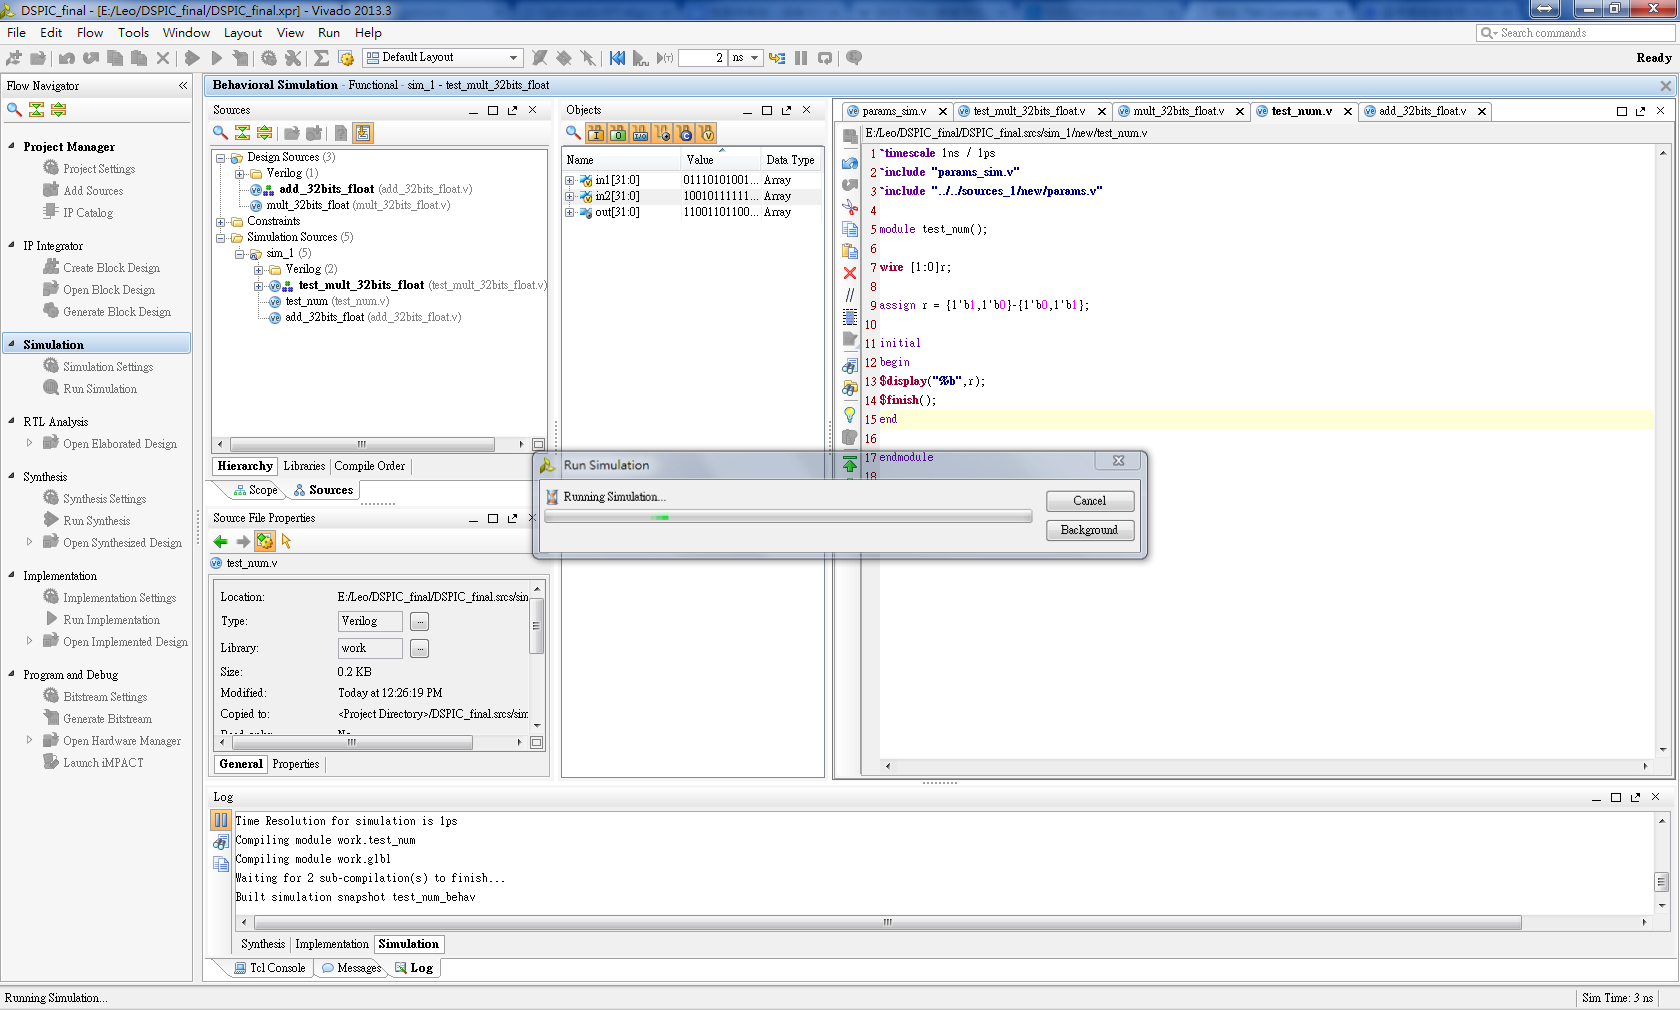 DSPIC_final - [E:/Leo/DSPIC_final/DSPIC_final.xpr] - Vivado 2013.3
File Edit Flow Tools Window Layout View Run Help
Search commands
Default Layout
2 ns
Ready
Flow Navigator
Project Manager
Project Settings
Add Sources
IP Catalog
IP Integrator
Create Block Design
Open Block Design
Generate Block Design
Simulation
Simulation Settings
Run Simulation
RTL Analysis
Open Elaborated Design
Synthesis
Synthesis Settings
Run Synthesis
Open Synthesized Design
Implementation
Implementation Settings
Run Implementation
Open Implemented Design
Program and Debug
Bitstream Settings
Generate Bitstream
Open Hardware Manager
Launch iMPACT
Behavioral Simulation - Functional - sim_1 - test_mult_32bits_float
Sources
Design Sources (3)
Verilog (1)
add_32bits_float (add_32bits_float.v)
mult_32bits_float (mult_32bits_float.v)
Constraints
Simulation Sources (5)
sim_1 (5)
Verilog (2)
test_mult_32bits_float (test_mult_32bits_float.v)
test_num (test_num.v)
add_32bits_float (add_32bits_float.v)
Hierarchy Libraries Compile Order
Scope Sources
Source File Properties
test_num.v
Location: E:/Leo/DSPIC_final/DSPIC_final.srcs/sim
Type: Verilog ...
Library: work ...
Size: 0.2 KB
Modified: Today at 12:26:19 PM
Copied to: <Project Directory>/DSPIC_final.srcs/sim
General Properties
Objects
Name Value Data Type
in1[31:0] 01110101001... Array
in2[31:0] 10010111111... Array
out[31:0] 11001101100... Array
params_sim.v test_mult_32bits_float.v mult_32bits_float.v test_num.v add_32bits_float.v
E:/Leo/DSPIC_final/DSPIC_final.srcs/sim_1/new/test_num.v
1 `timescale 1ns / 1ps
2 `include "params_sim.v"
3 `include "../../sources_1/new/params.v"
4
5 module test_num();
6
7 wire [1:0]r;
8
9 assign r = {1'b1,1'b0}-{1'b0,1'b1};
10
11 initial
12 begin
13 $display("%b",r);
14 $finish();
15 end
16
17 endmodule
18
Run Simulation
Running Simulation...
Cancel
Background
Log
Time Resolution for simulation is 1ps
Compiling module work.test_num
Compiling module work.glbl
Waiting for 2 sub-compilation(s) to finish...
Built simulation snapshot test_num_behav
Synthesis Implementation Simulation
Tcl Console Messages Log
Running Simulation... Sim Time: 3 ns